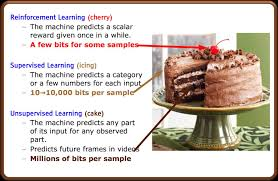 Reinforcement Learning (cherry)
– The machine predicts a scalar
reward given once in a while.
– A few bits for some samples
Supervised Learning (icing)
– The machine predicts a category
or a few numbers for each input
– 10→10,000 bits per sample
Unsupervised Learning (cake)
– The machine predicts any part
of its input for any observed
part.
– Predicts future frames in videos
– Millions of bits per sample